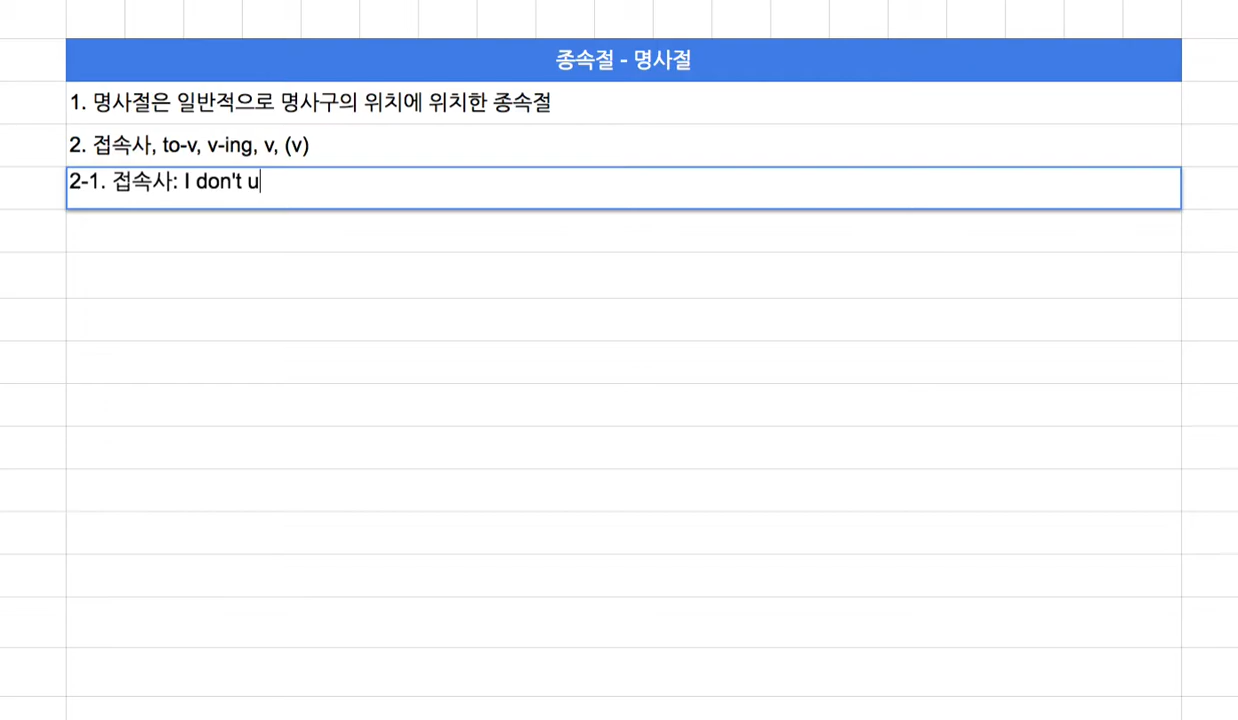 종속절 - 명사절
1. 명사절은 일반적으로 명사구의 위치에 위치한 종속절
2. 접속사, to-v, v-ing, v, (v)
2-1. 접속사: I don't u